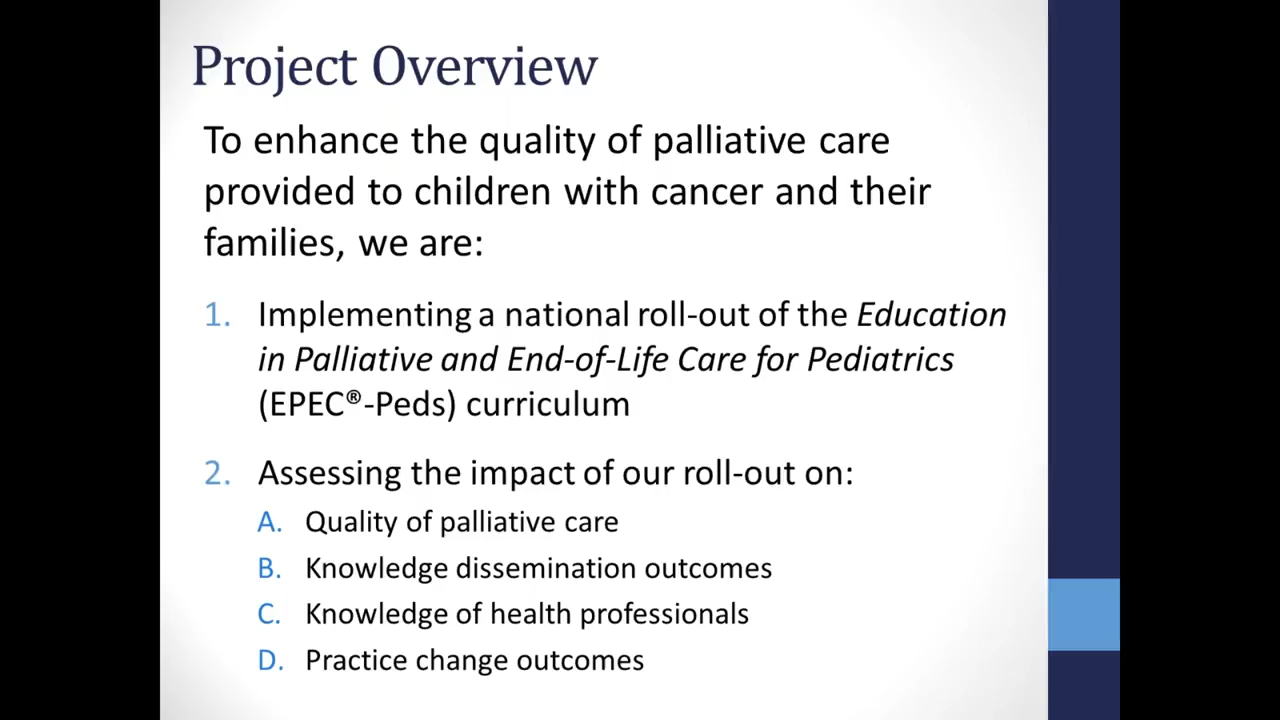 Project Overview
To enhance the quality of palliative care
provided to children with cancer and their
families, we are:
1. Implementing a national roll-out of the Education
in Palliative and End-of-Life Care for Pediatrics
(EPEC®-Peds) curriculum
2. Assessing the impact of our roll-out on:
A. Quality of palliative care
B. Knowledge dissemination outcomes
C. Knowledge of health professionals
D. Practice change outcomes